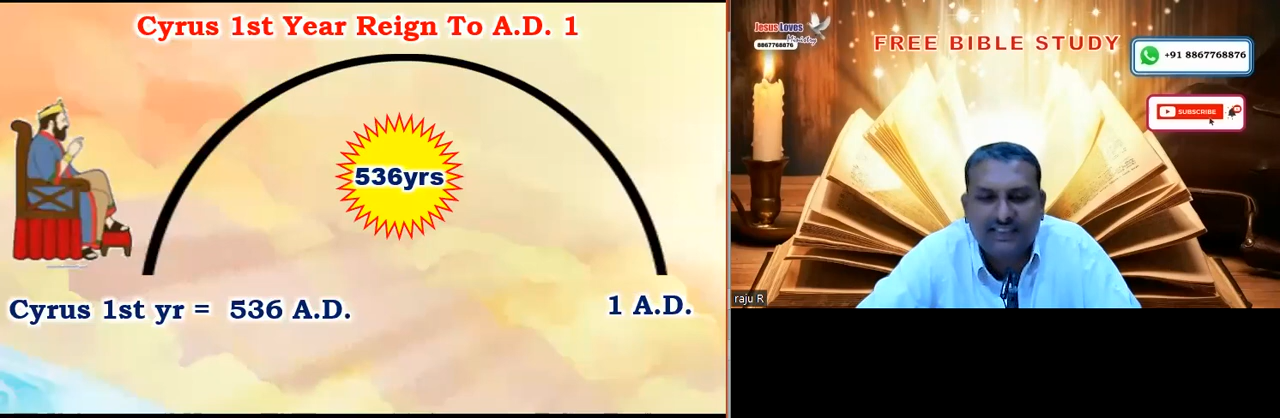 Cyrus 1st Year Reign To A.D. 1
536yrs
Cyrus 1st yr = 536 A.D.
1 A.D.
Jesus Loves
Ministry
8867768876
FREE BIBLE STUDY
+91 8867768876
SUBSCRIBE
raju R